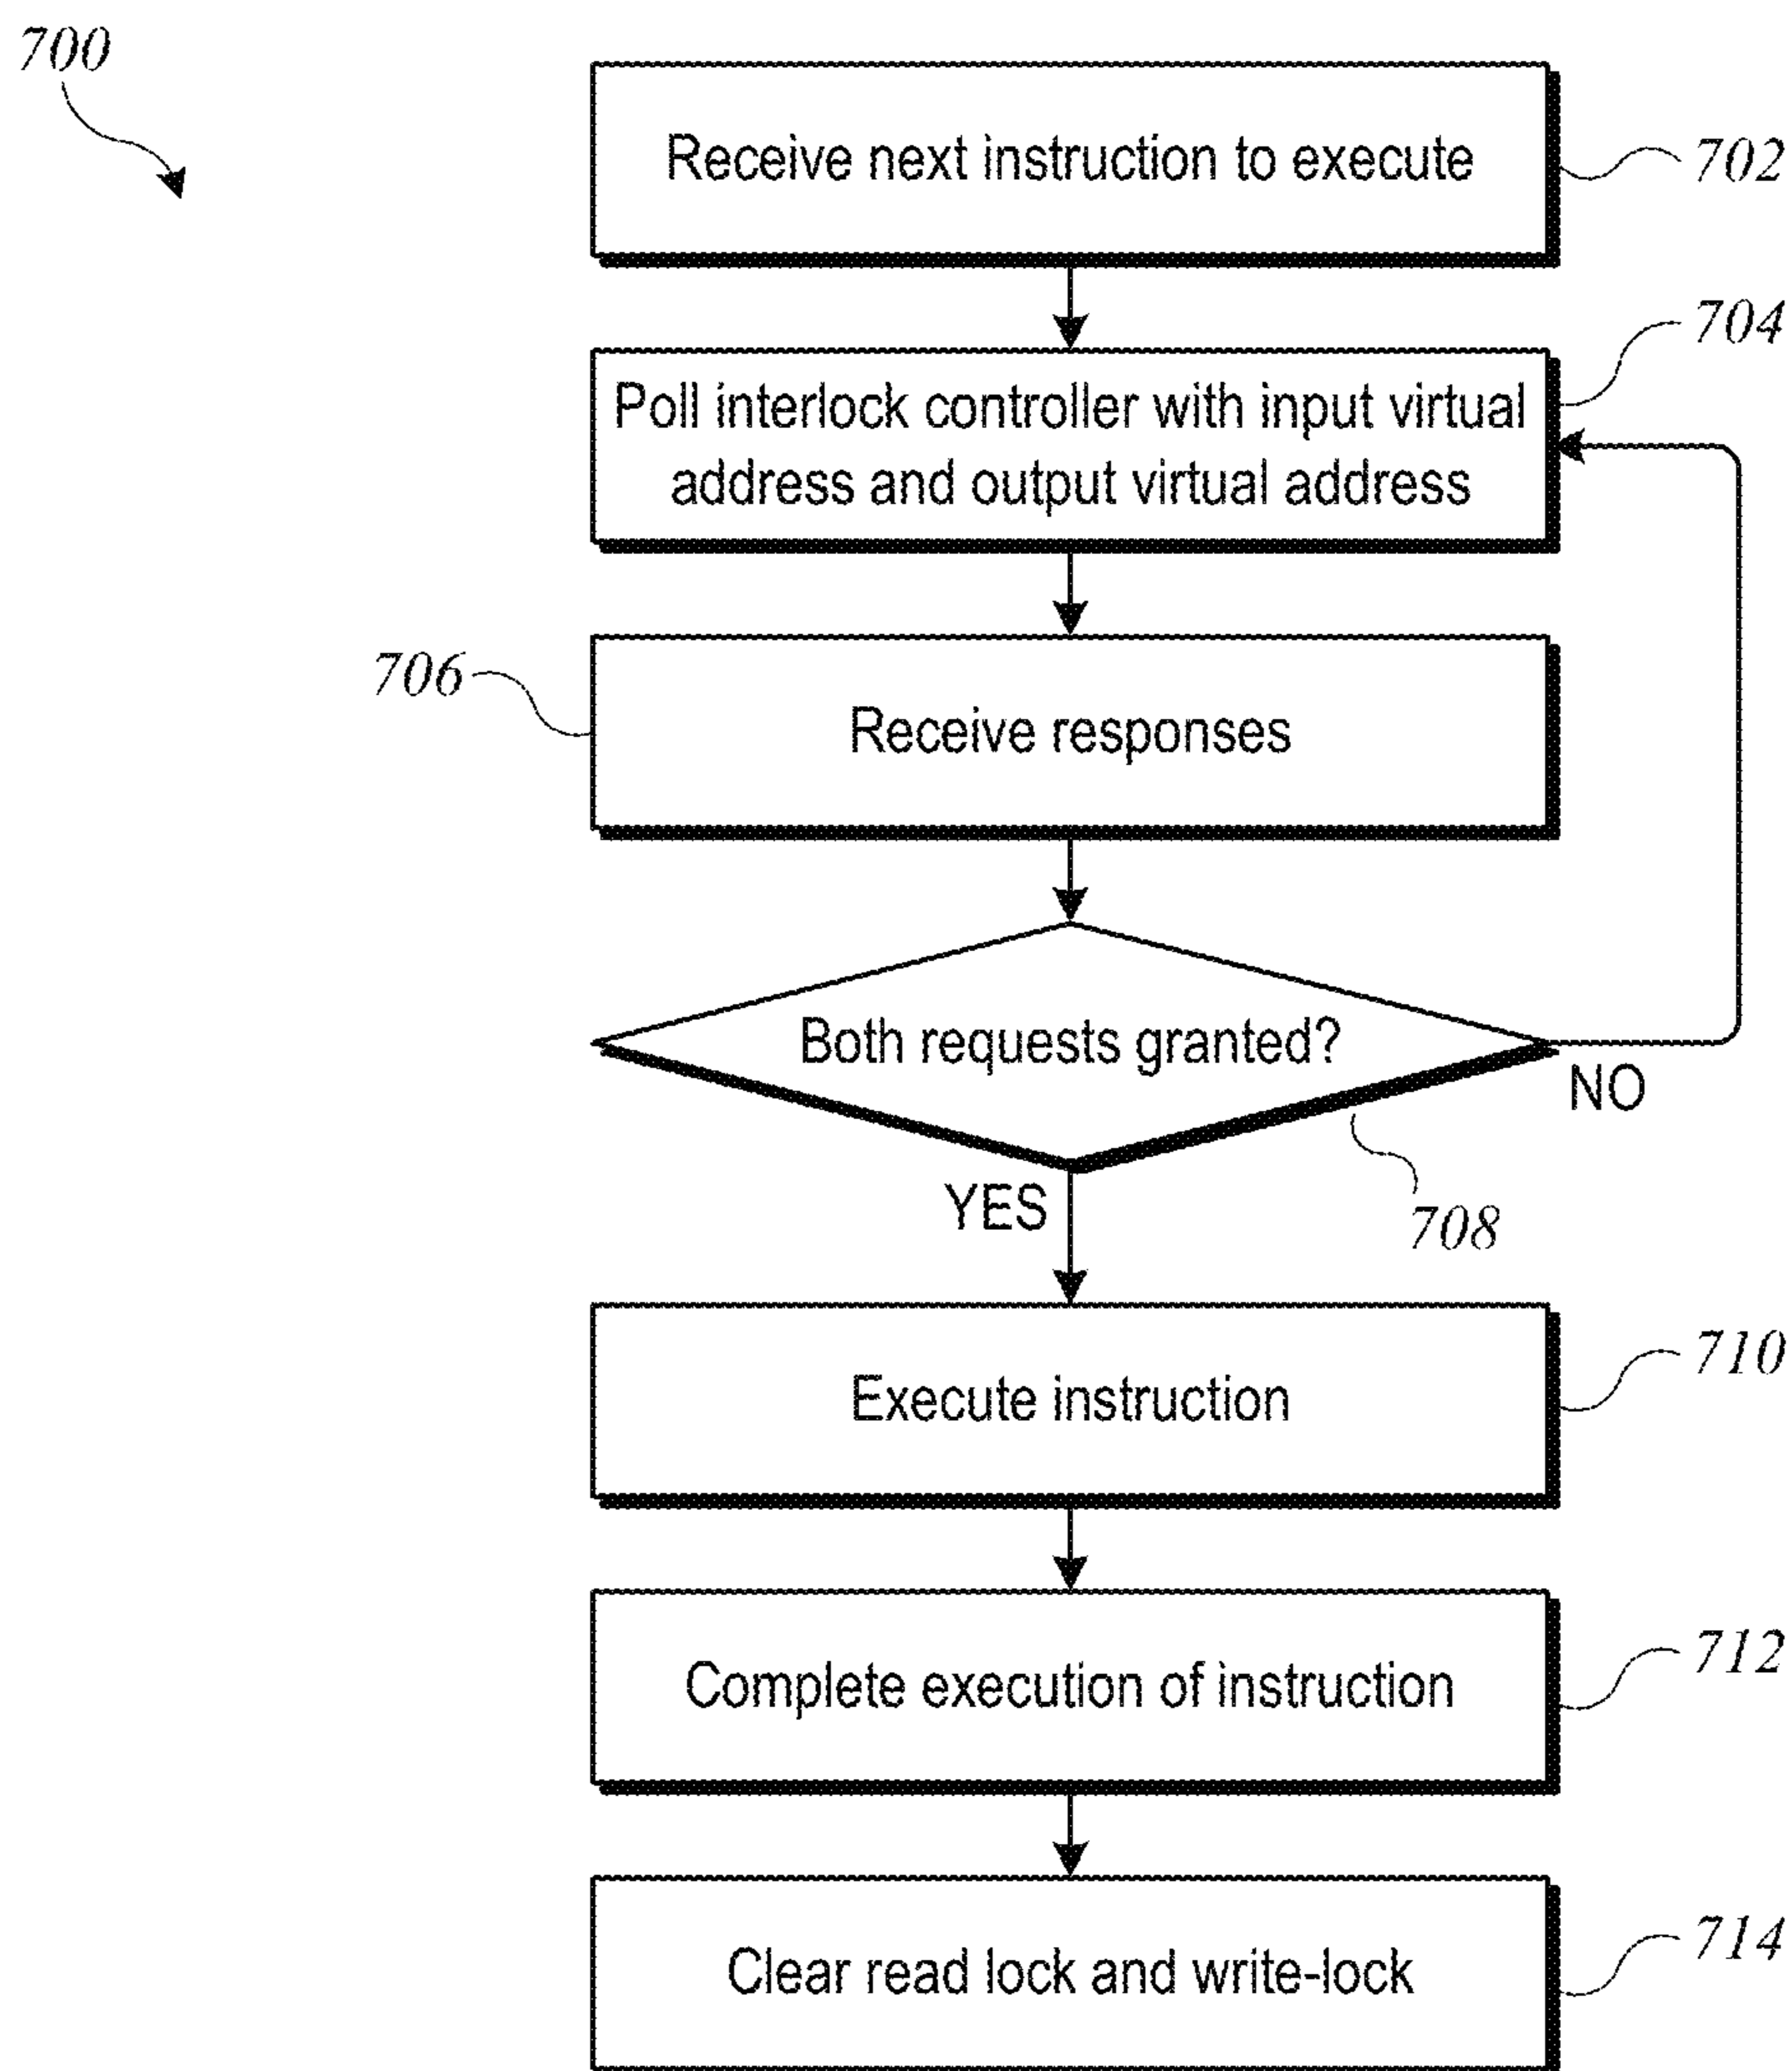 700
Receive next instruction to execute
702
704
Poll interlock controller with input virtual
address and output virtual address
706
Receive responses
Both requests granted?
NO
YES
708
710
Execute instruction
712
Complete execution of instruction
714
Clear read lock and write-lock